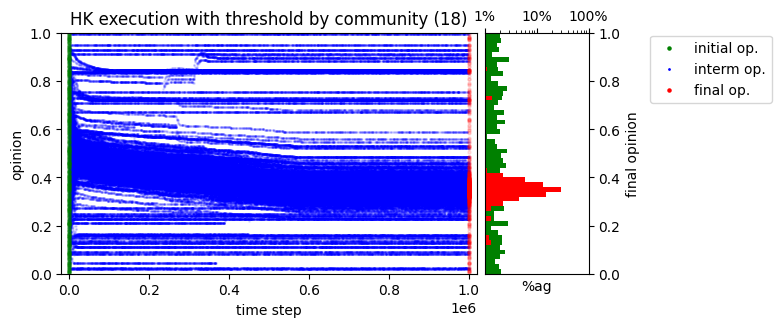 HK execution with threshold by community (18)
1% 10% 100%
1.0 1.0
0.8 0.8
0.6 0.6
0.4 0.4
0.2 0.2
0.0 0.0
opinion
final opinion
0.0 0.2 0.4 0.6 0.8 1.0
1e6
time step
%ag
initial op.
interm op.
final op.